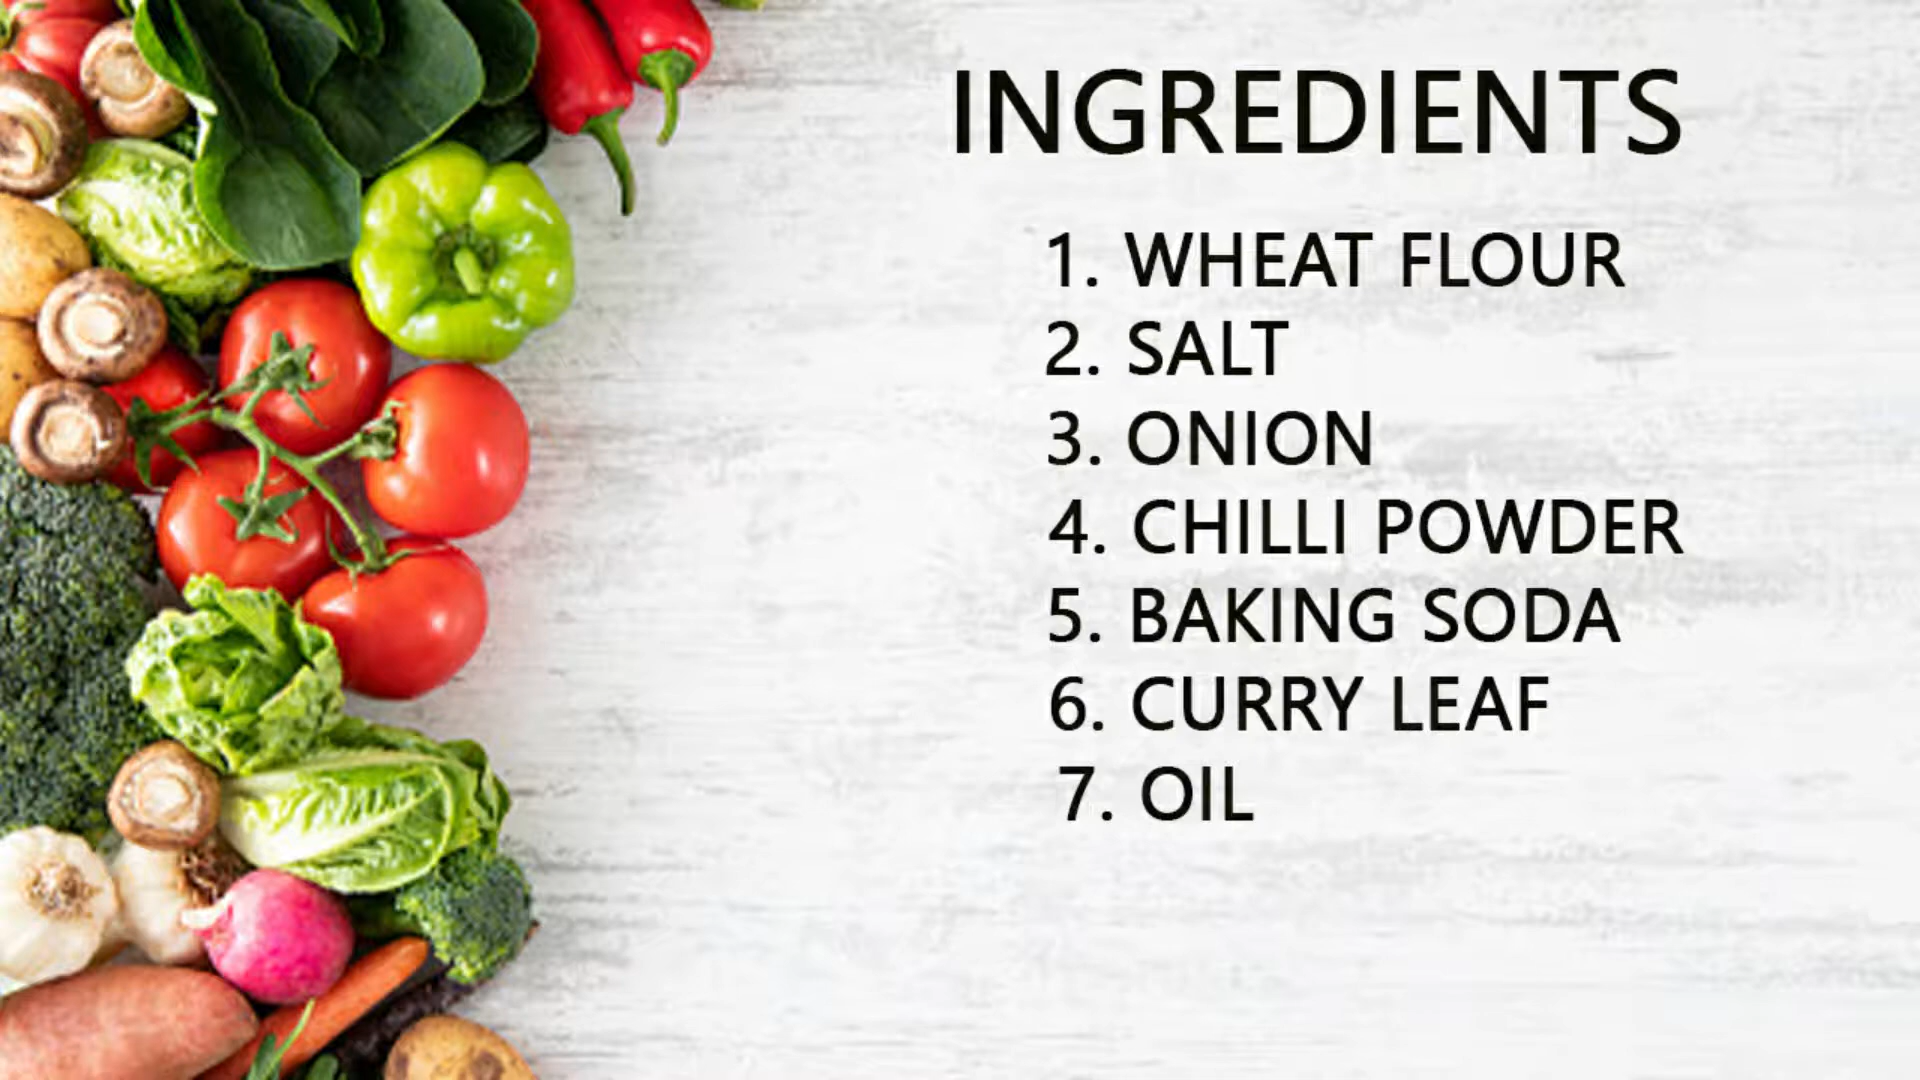 INGREDIENTS
1. WHEAT FLOUR
2. SALT
3. ONION
4. CHILLI POWDER
5. BAKING SODA
6. CURRY LEAF
7. OIL